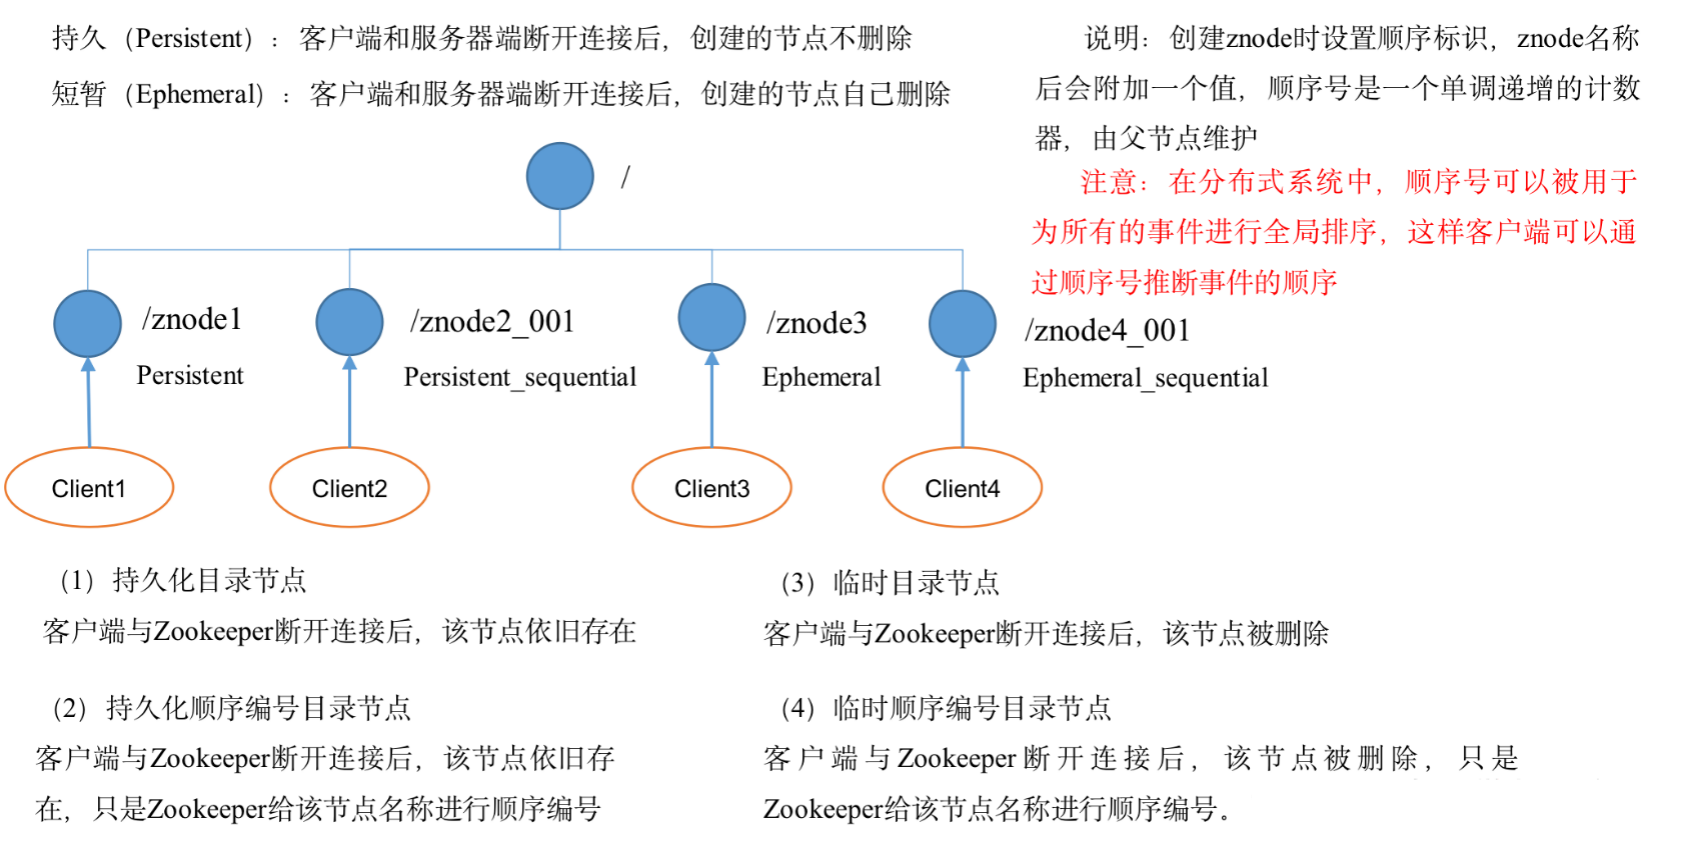 持久（Persistent）：客户端和服务器端断开连接后，创建的节点不删除
短暂（Ephemeral）：客户端和服务器端断开连接后，创建的节点自己删除
说明：创建znode时设置顺序标识，znode名称
后会附加一个值，顺序号是一个单调递增的计数
器，由父节点维护
注意：在分布式系统中，顺序号可以被用于
为所有的事件进行全局排序，这样客户端可以通
过顺序号推断事件的顺序
/
/znode1
Persistent
/znode2_001
Persistent_sequential
/znode3
Ephemeral
/znode4_001
Ephemeral_sequential
Client1
Client2
Client3
Client4
（1）持久化目录节点
客户端与Zookeeper断开连接后，该节点依旧存在
（2）持久化顺序编号目录节点
客户端与Zookeeper断开连接后，该节点依旧存
在，只是Zookeeper给该节点名称进行顺序编号
（3）临时目录节点
客户端与Zookeeper断开连接后，该节点被删除
（4）临时顺序编号目录节点
客户端与Zookeeper断开连接后，该节点被删除，只是
Zookeeper给该节点名称进行顺序编号。